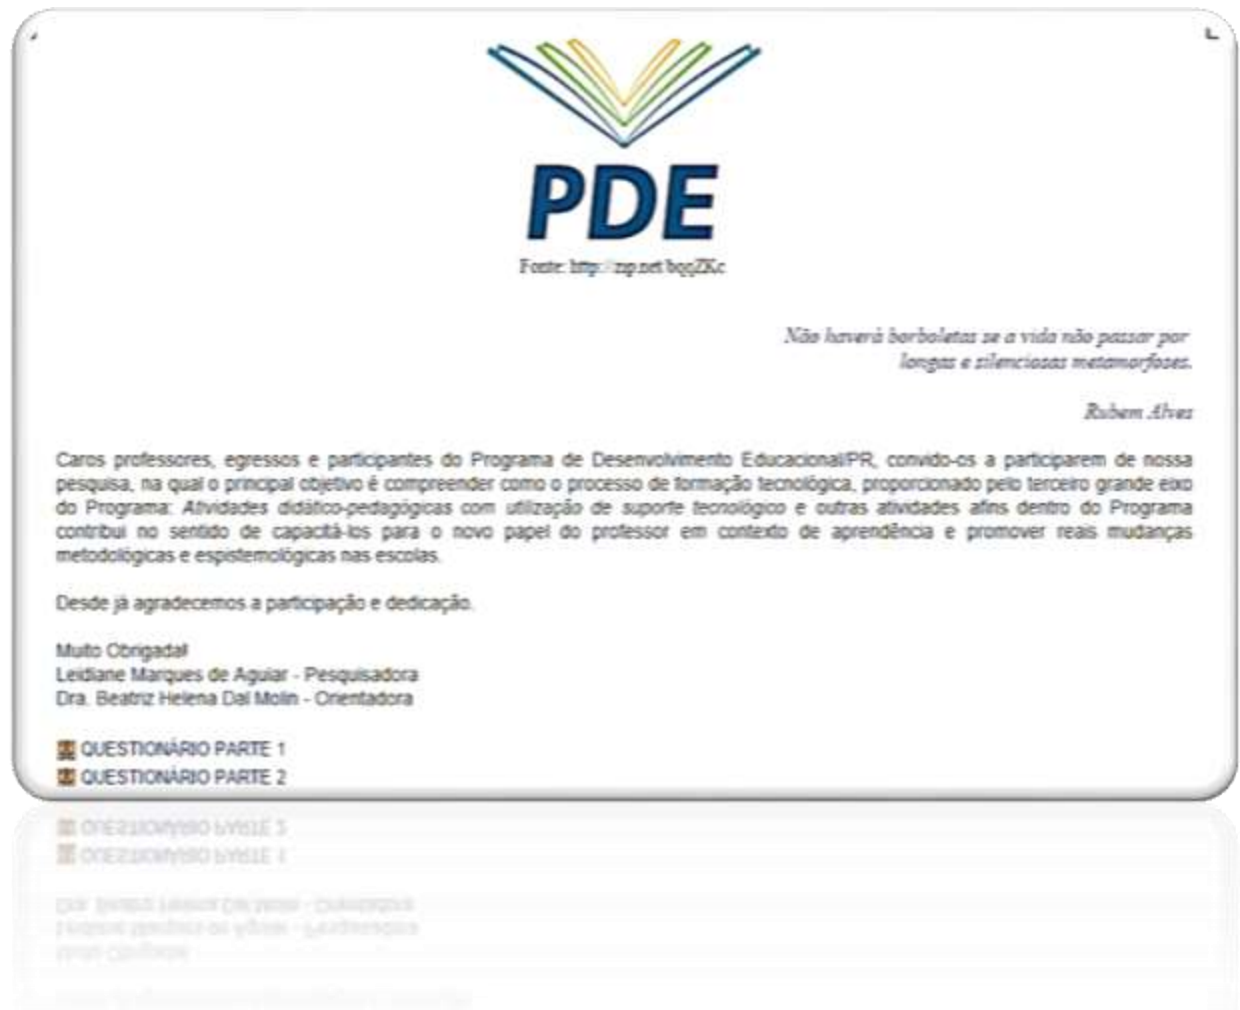 PDE
Fonte: http://zip.net/bqqZKc
Não haverá borboletas se a vida não passar por
longas e silenciosas metamorfoses.
Rubem Alves
Caros professores, egressos e participantes do Programa de Desenvolvimento Educacional/PR, convido-os a participarem de nossa
pesquisa, na qual o principal objetivo é compreender como o processo de formação tecnológica, proporcionado pelo terceiro grande eixo
do Programa: Atividades didático-pedagógicas com utilização de suporte tecnológico e outras atividades afins dentro do Programa
contribui no sentido de capacitá-los para o novo papel do professor em contexto de aprendência e promover reais mudanças
metodológicas e espistemológicas nas escolas.
Desde já agradecemos a participação e dedicação.
Muito Obrigada!
Leidiane Marques de Aguiar - Pesquisadora
Dra. Beatriz Helena Dal Molin - Orientadora
QUESTIONÁRIO PARTE 1
QUESTIONÁRIO PARTE 2